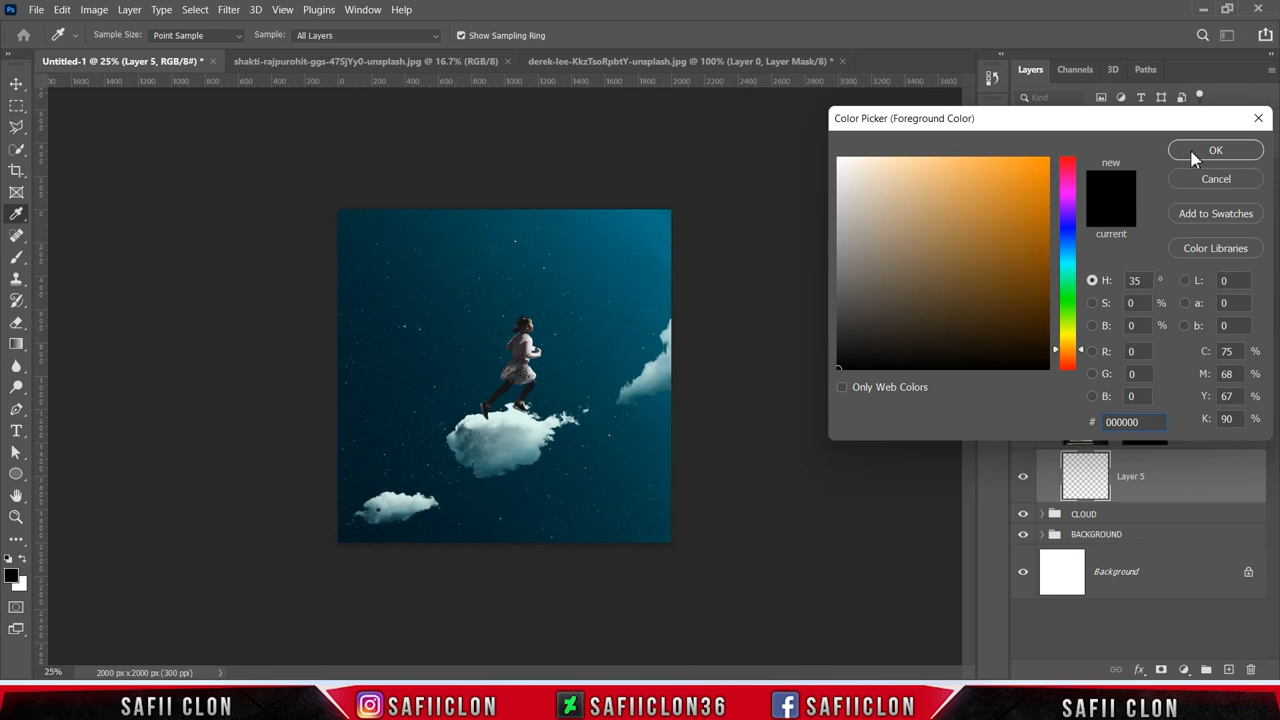 Ps File Edit Image Layer Type Select Filter 3D View Plugins Window Help
Sample Size: Point Sample Sample: All Layers Show Sampling Ring
Untitled-1 @ 25% (Layer 5, RGB/8#) * shakti-rajpurohit-ggs-47SjYy0-unsplash.jpg @ 16.7% (RGB/8) derek-lee-KkzTsoRpbtY-unsplash.jpg @ 100% (Layer 0, Layer Mask/8) *
Layers Channels 3D Paths
Kind
Color Picker (Foreground Color)
new
current
OK
Cancel
Add to Swatches
Color Libraries
H: 35 ° L: 0
S: 0 % a: 0
B: 0 % b: 0
R: 0 C: 75 %
G: 0 M: 68 %
B: 0 Y: 67 %
# 000000 K: 90 %
Only Web Colors
Layer 5
CLOUD
BACKGROUND
Background
25% 2000 px x 2000 px (300 ppi)
SAFII CLON SAFIICLON SAFIICLON36 SAFIICLON SAFII CLON